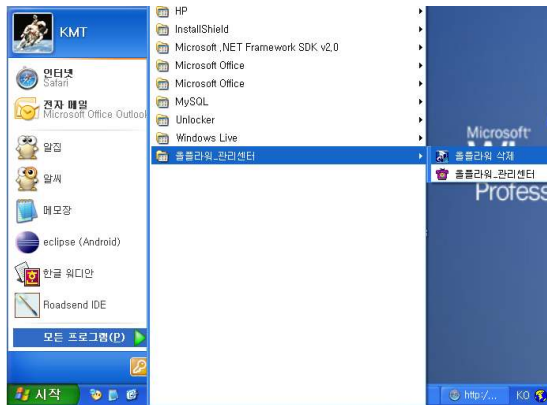 KMT
인터넷
Safari
전자 메일
Microsoft Office Outlool
알집
알씨
메모장
eclipse (Android)
한글 워디안
Roadsend IDE
모든 프로그램(P)
시작
HP
InstallShield
Microsoft .NET Framework SDK v2,0
Microsoft Office
Microsoft Office
MySQL
Unlocker
Windows Live
홀플라워_관리센터
홀플라워 삭제
홀플라워_관리센터
Microsoft
Profess
http:/...
KO